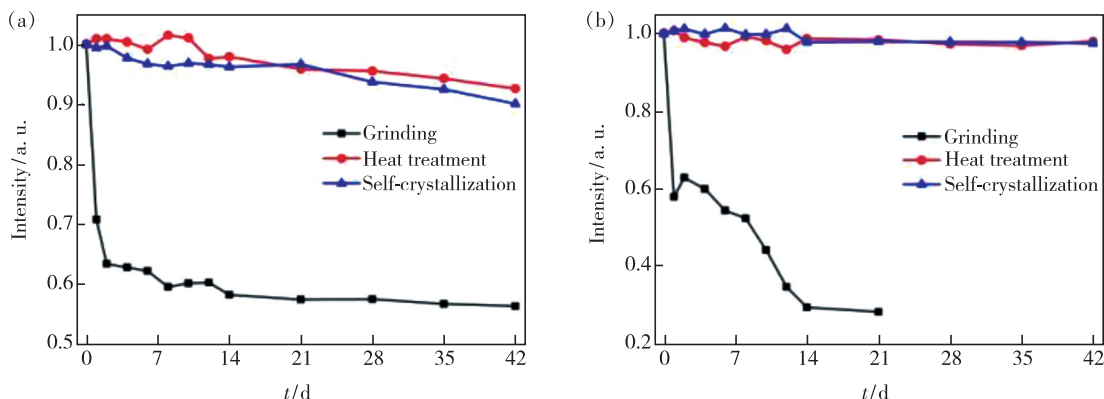 (a)
1.0
0.9
0.8
0.7
0.6
0.5
Intensity/a. u.
Grinding
Heat treatment
Self-crystallization
0 7 14 21 28 35 42
t/d
(b)
1.0
0.8
0.6
0.4
0.2
Intensity/a. u.
Grinding
Heat treatment
Self-crystallization
0 7 14 21 28 35 42
t/d